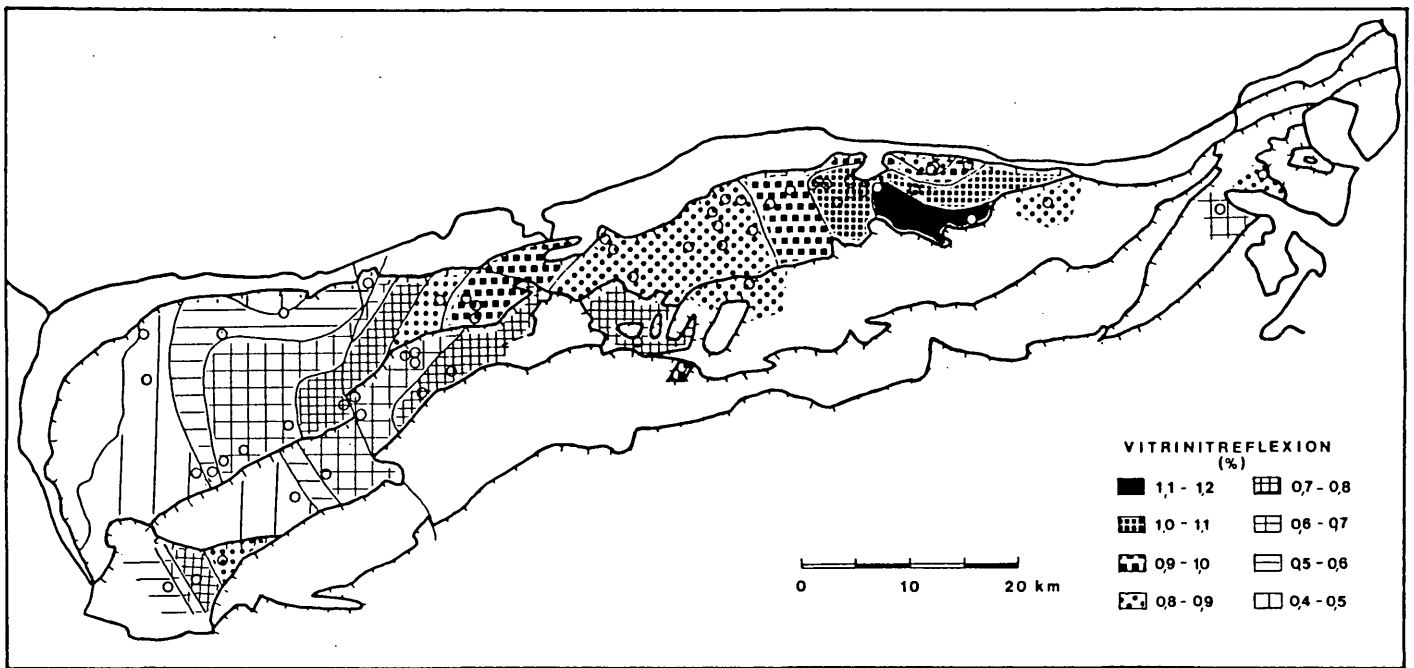 VITRINITREFLEXION
(%)
1,1 - 1,2
0,7 - 0,8
1,0 - 1,1
0,6 - 0,7
0,9 - 1,0
0,5 - 0,6
0,8 - 0,9
0,4 - 0,5
0 10 20 km